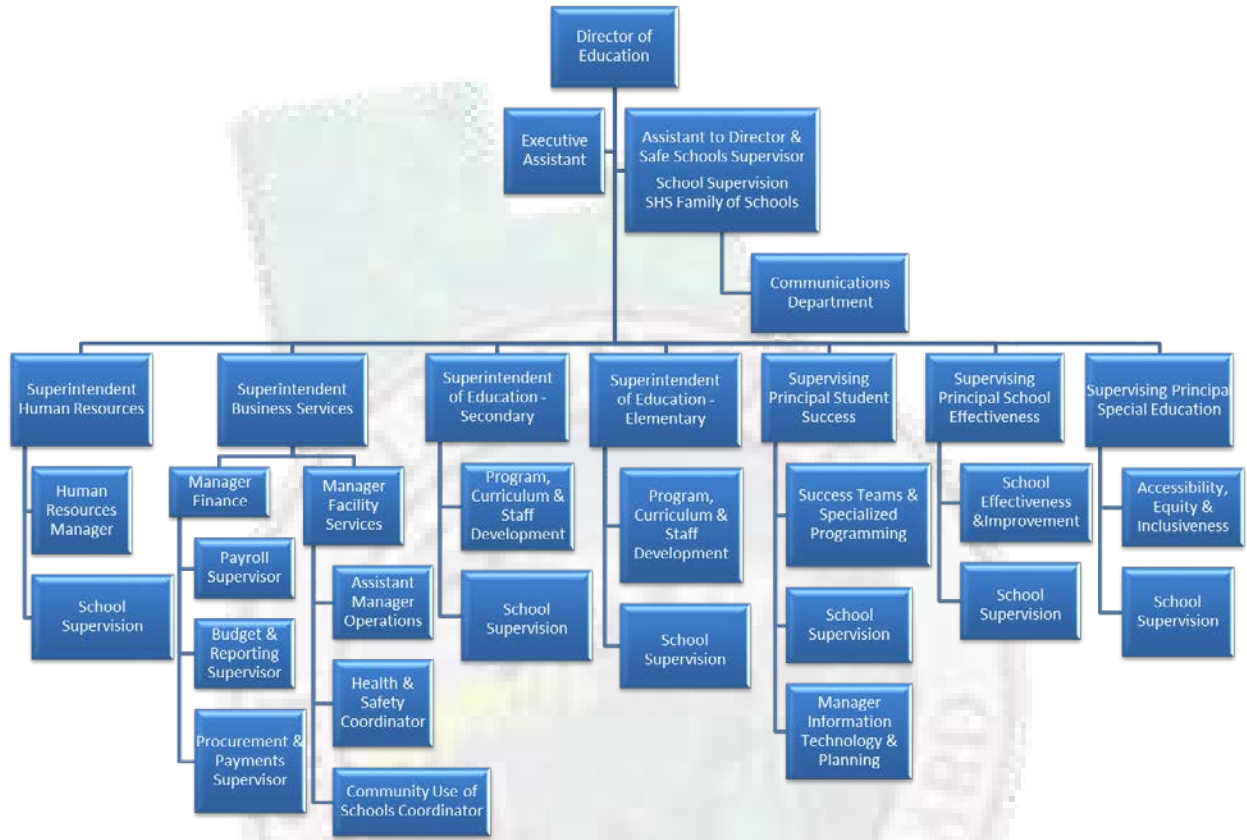 Director of
Education
Executive
Assistant
Assistant to Director &
Safe Schools Supervisor
School Supervision
SHS Family of Schools
Communications
Department
Superintendent
Human Resources
Human
Resources
Manager
School
Supervision
Superintendent
Business Services
Manager
Finance
Payroll
Supervisor
Budget &
Reporting
Supervisor
Procurement &
Payments
Supervisor
Manager
Facility
Services
Assistant
Manager
Operations
Health &
Safety
Coordinator
Community Use of
Schools Coordinator
Superintendent
of Education -
Secondary
Program,
Curriculum &
Staff
Development
School
Supervision
Superintendent
of Education -
Elementary
Program,
Curriculum &
Staff
Development
School
Supervision
Supervising
Principal Student
Success
Success Teams &
Specialized
Programming
School
Supervision
Manager
Information
Technology &
Planning
Supervising
Principal School
Effectiveness
School
Effectiveness
&Improvement
School
Supervision
Supervising Principal
Special Education
Accessibility,
Equity &
Inclusiveness
School
Supervision